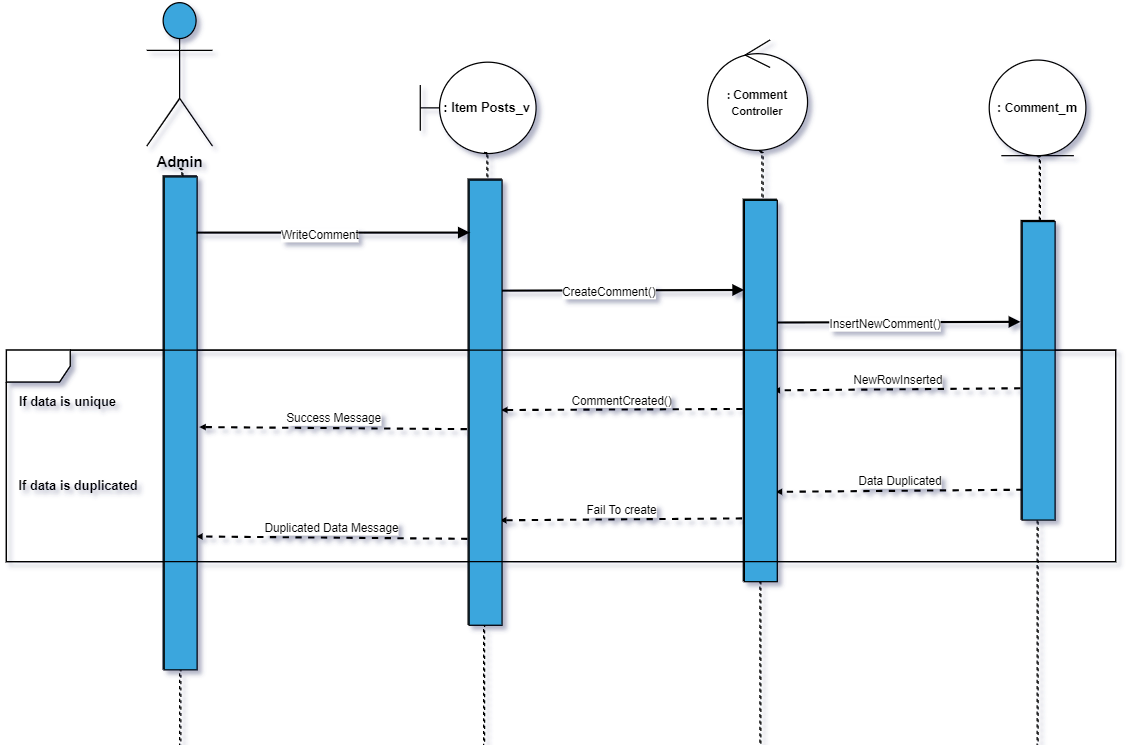 : Item Posts_v
: Comment
Controller
: Comment_m
Admin
WriteComment
CreateComment()
InsertNewComment()
NewRowInserted
If data is unique
CommentCreated()
Success Message
If data is duplicated
Data Duplicated
Fail To create
Duplicated Data Message